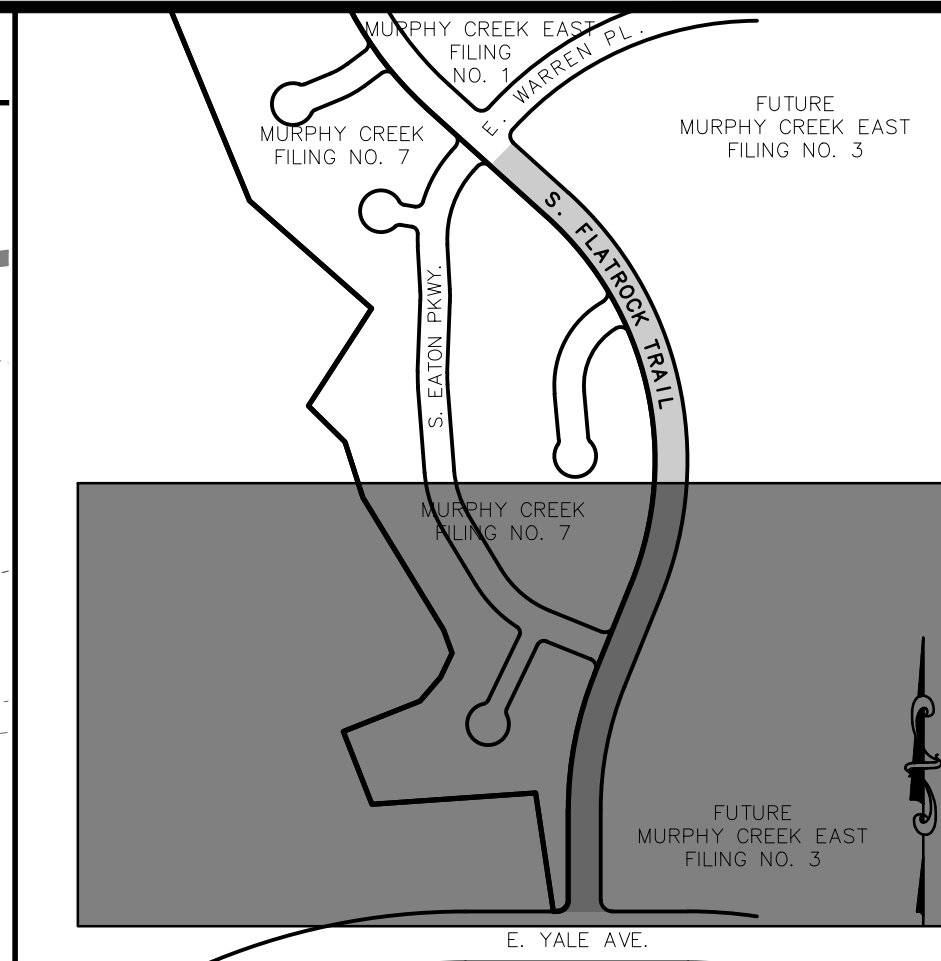 MURPHY CREEK EAST
FILING
NO. 1
E. WARREN PL.
FUTURE
MURPHY CREEK EAST
FILING NO. 3
MURPHY CREEK
FILING NO. 7
S. FLATROCK TRAIL
S. EATON PKWY.
MURPHY CREEK
FILING NO. 7
FUTURE
MURPHY CREEK EAST
FILING NO. 3
E. YALE AVE.